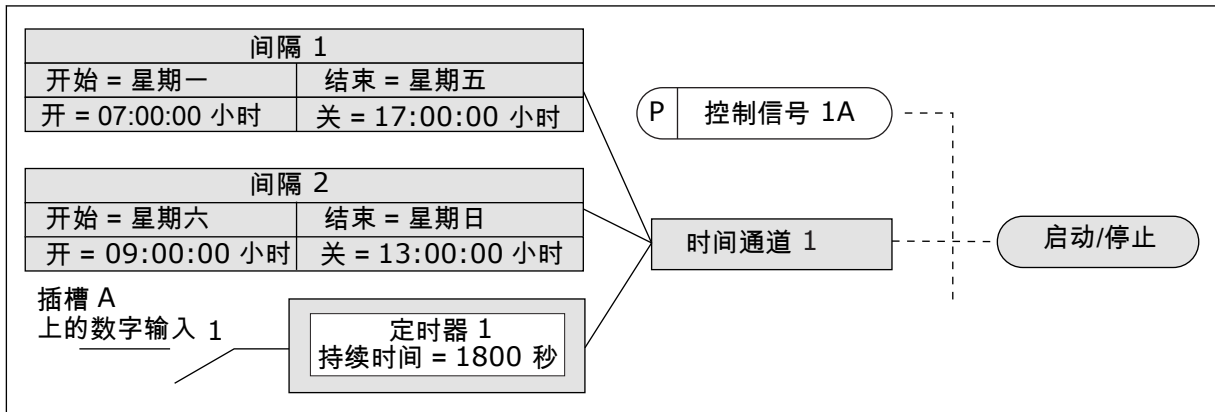 间隔 1
开始 = 星期一 结束 = 星期五
开 = 07:00:00 小时 关 = 17:00:00 小时
P 控制信号 1A
间隔 2
开始 = 星期六 结束 = 星期日
开 = 09:00:00 小时 关 = 13:00:00 小时
时间通道 1
启动/停止
插槽 A
上的数字输入 1
定时器 1
持续时间 = 1800 秒